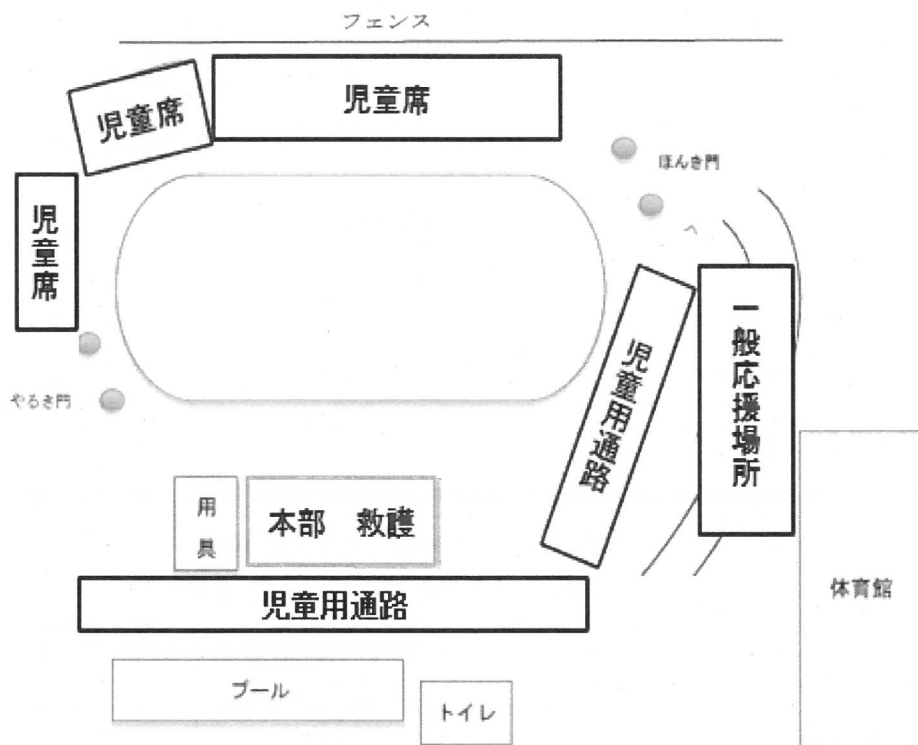 フェンス
児童席
児童席
ほんき門
児童席
へ
児童用通路
一般応援場所
やるき門
用具
本部 救護
児童用通路
体育館
プール
トイレ